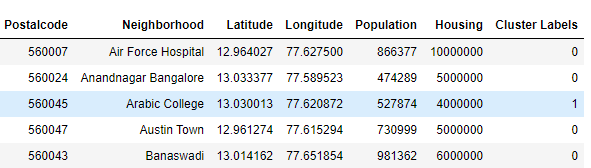 Postalcode Neighborhood Latitude Longitude Population Housing Cluster Labels
560007 Air Force Hospital 12.964027 77.627500 866377 10000000 0
560024 Anandnagar Bangalore 13.033377 77.589523 474289 5000000 0
560045 Arabic College 13.030013 77.620872 527874 4000000 1
560047 Austin Town 12.961274 77.615294 730999 5000000 0
560043 Banaswadi 13.014162 77.651854 981362 6000000 0